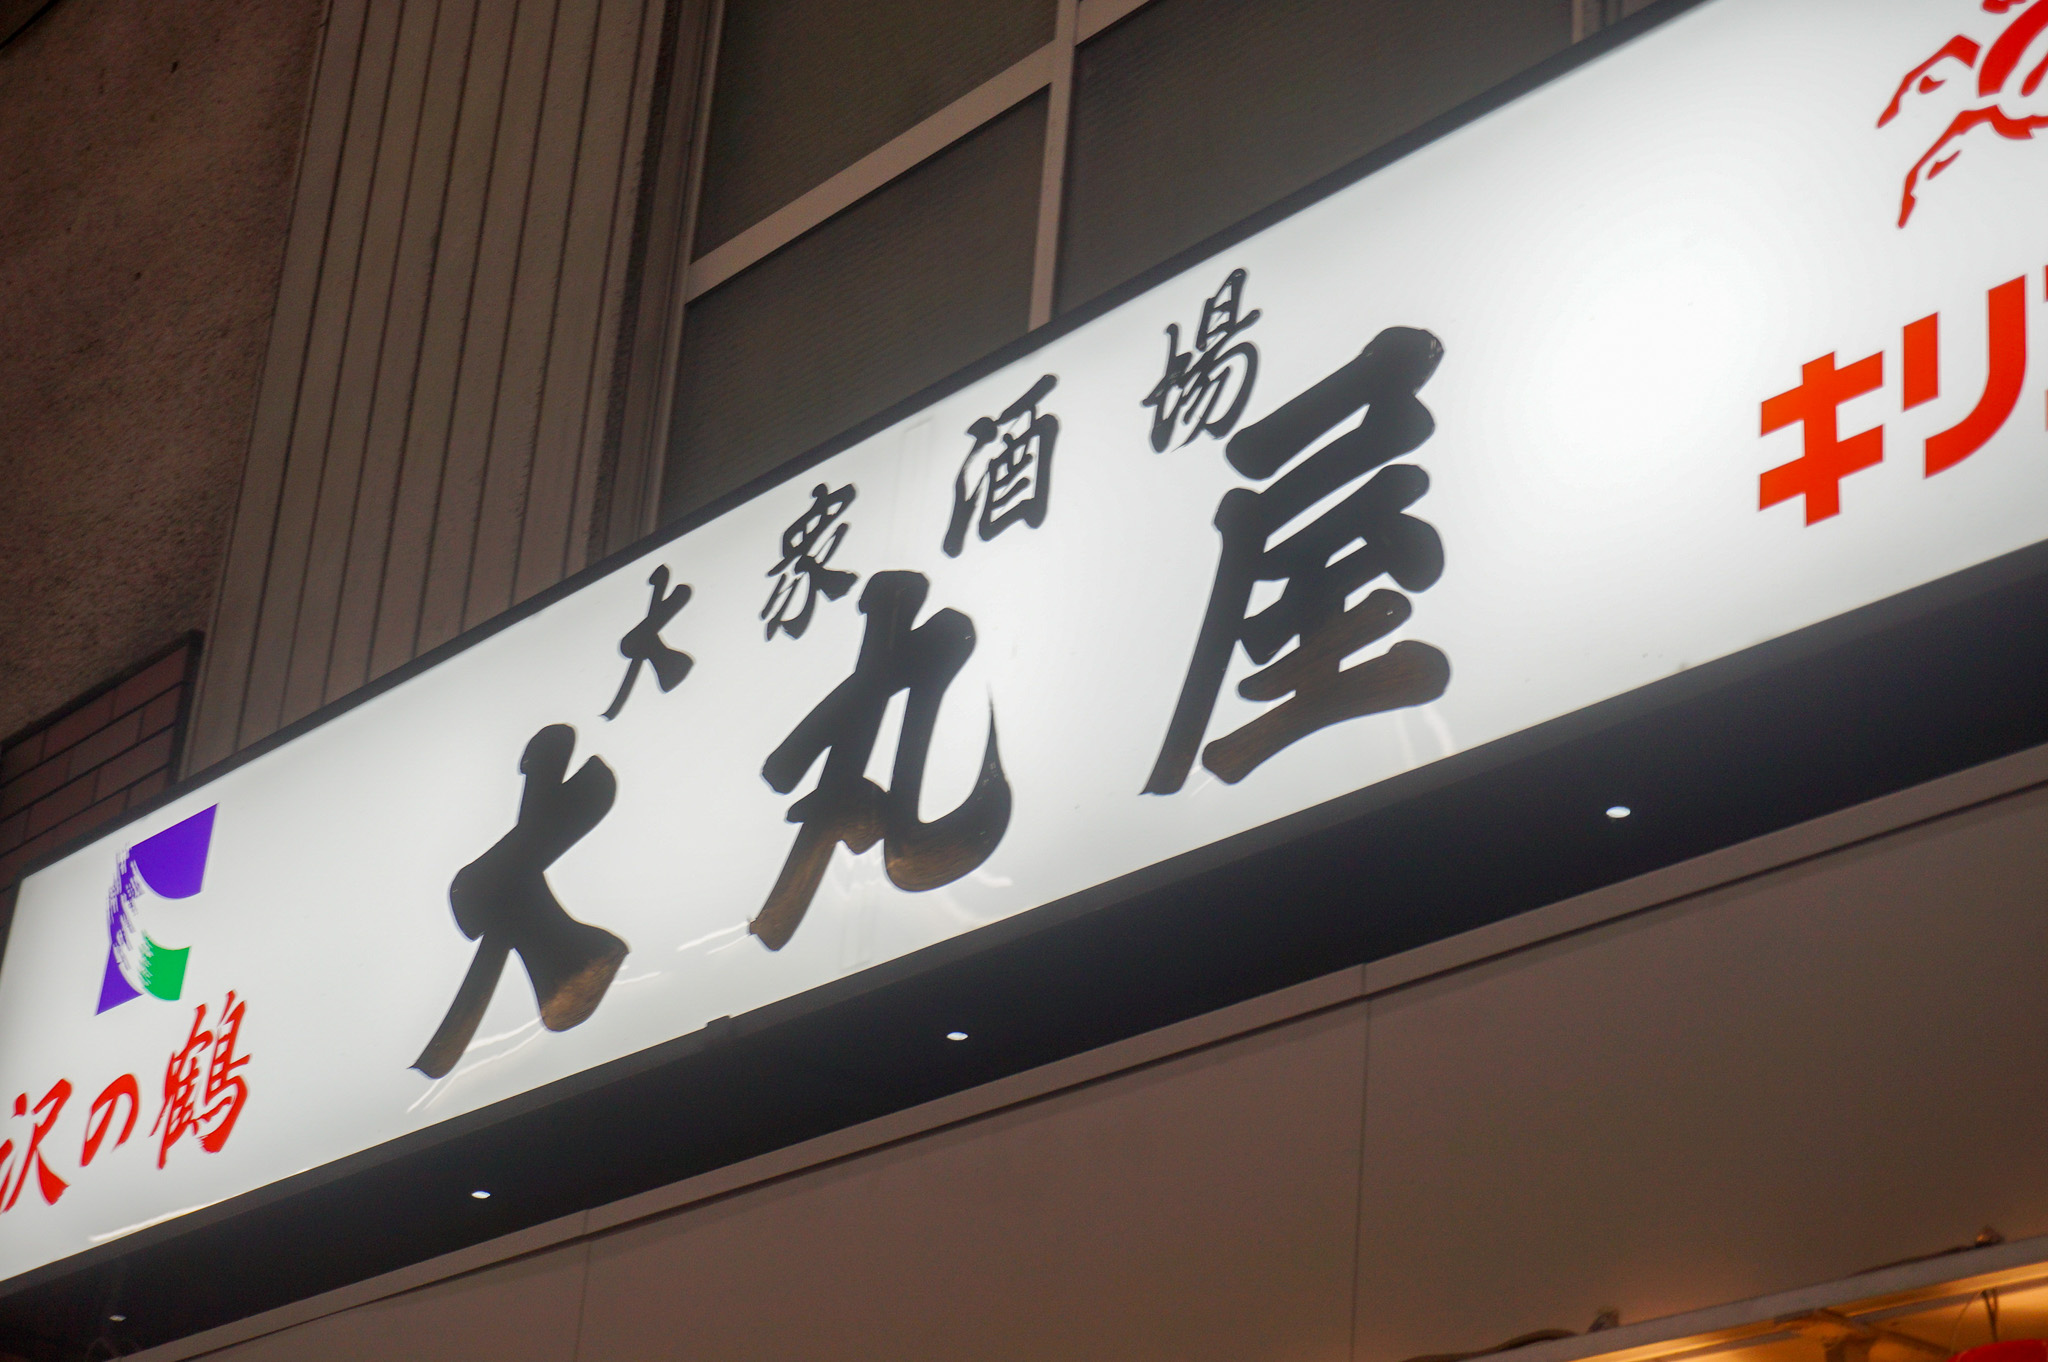 大衆酒場
大丸屋
沢の鶴
キリ